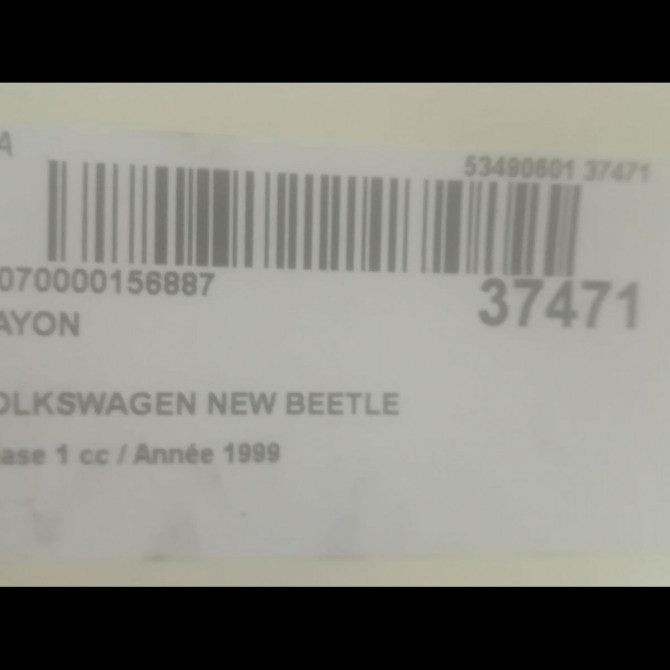 A
53490601 37471
070000156887
37471
AYON
OLKSWAGEN NEW BEETLE
ase 1 cc / Année 1999